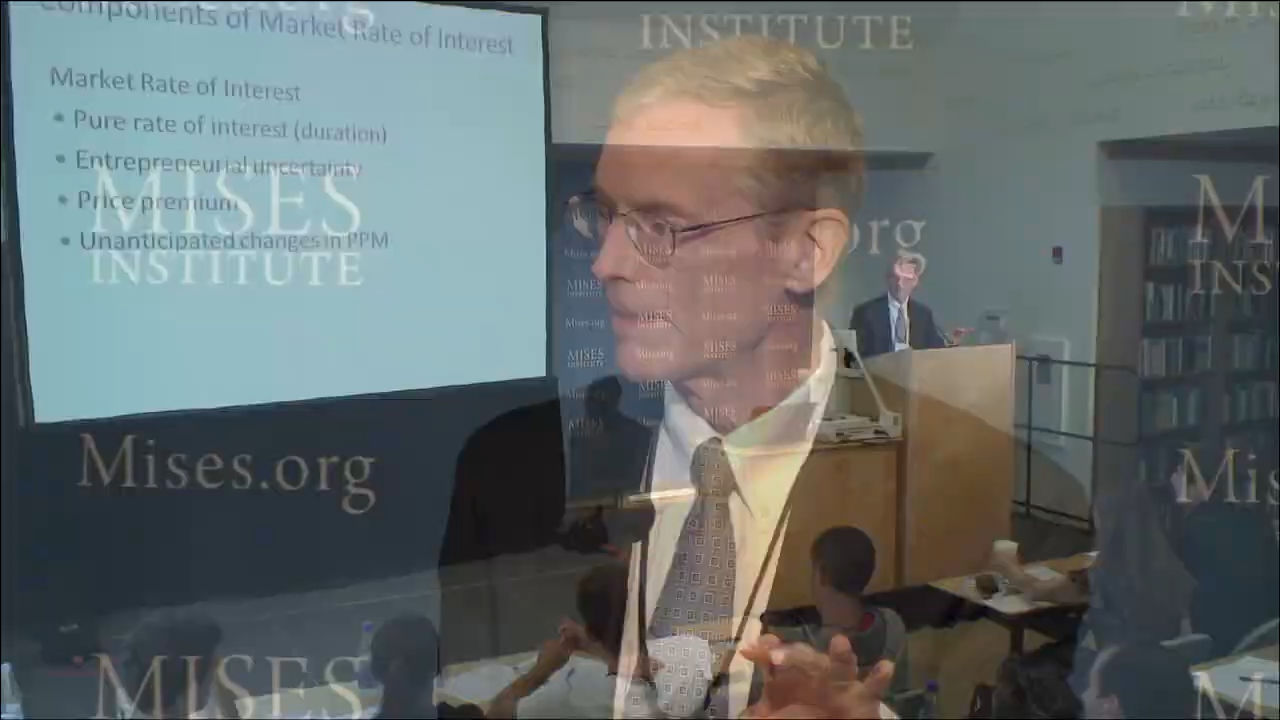 Components of Market Rate of Interest
INSTITUTE
Market Rate of Interest
• Pure rate of interest (duration)
• Entrepreneurial uncertainty
• Price premium
• Unanticipated changes in PPM
MISES
INSTITUTE
Mises.org
MISES